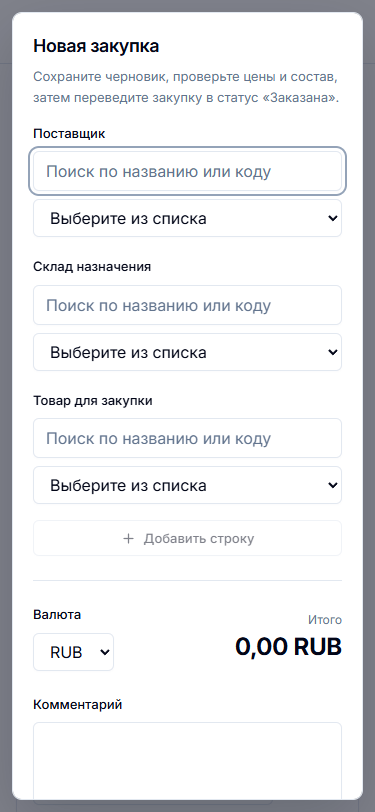 Новая закупка
Сохраните черновик, проверьте цены и состав,
затем переведите закупку в статус «Заказана».
Поставщик
Поиск по названию или коду
Выберите из списка
Склад назначения
Поиск по названию или коду
Выберите из списка
Товар для закупки
Поиск по названию или коду
Выберите из списка
+ Добавить строку
Валюта
Итого
RUB
0,00 RUB
Комментарий